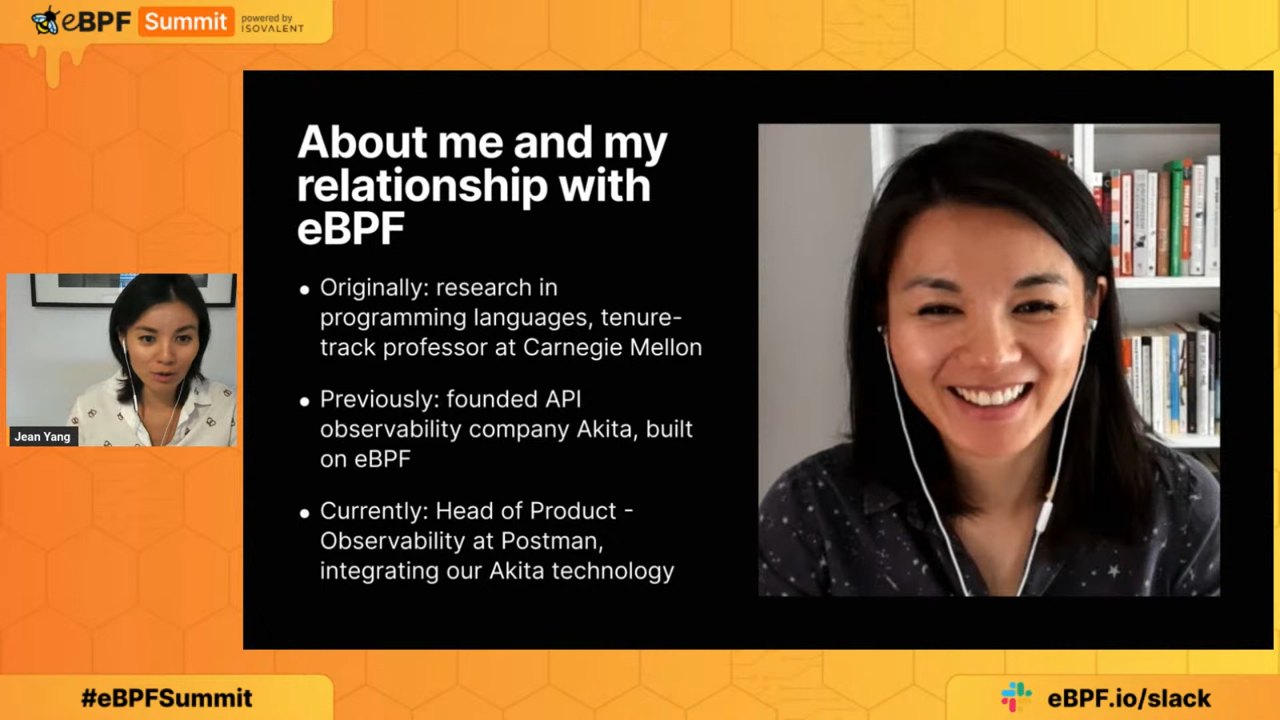 eBPF Summit powered by ISOVALENT
About me and my
relationship with
eBPF
• Originally: research in
programming languages, tenure-
track professor at Carnegie Mellon
• Previously: founded API
observability company Akita, built
on eBPF
• Currently: Head of Product -
Observability at Postman,
integrating our Akita technology
Jean Yang
#eBPFSummit
eBPF.io/slack